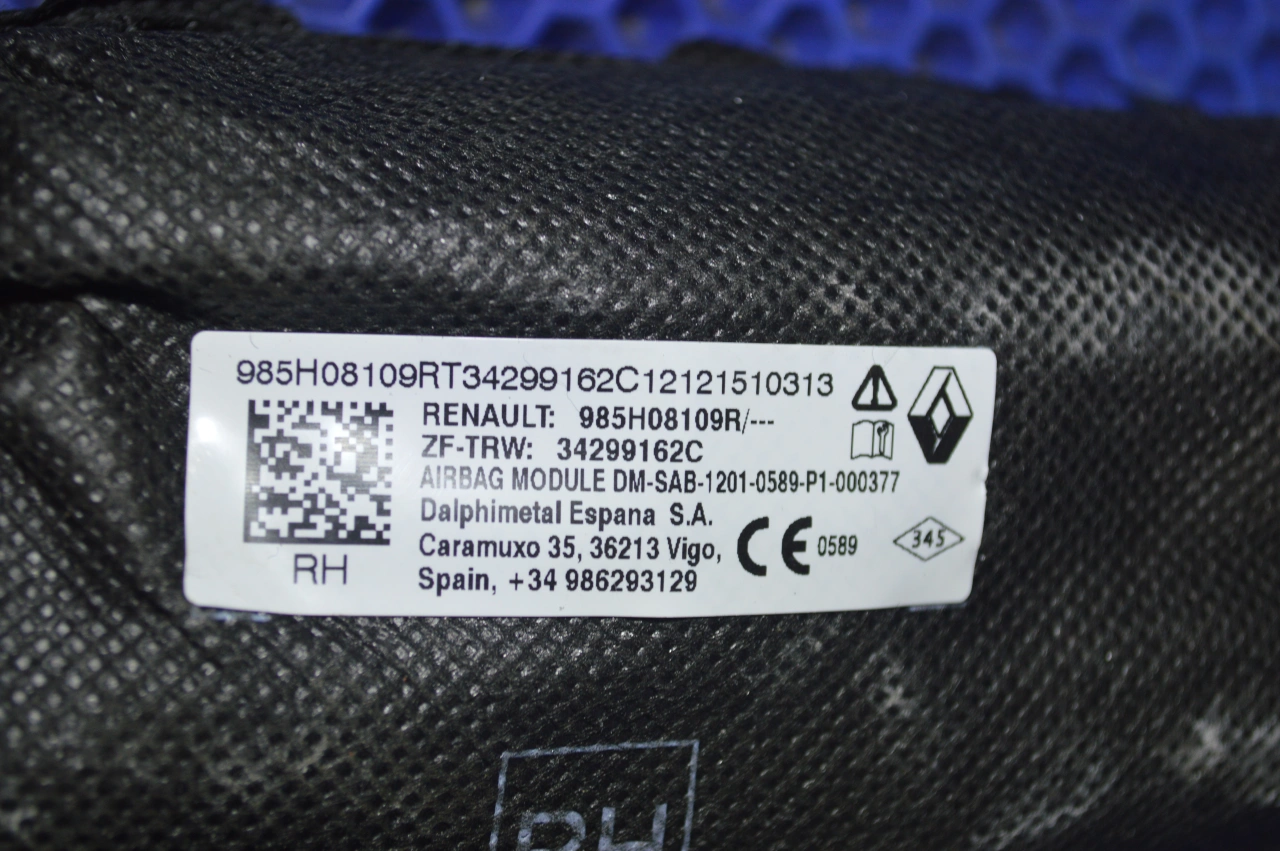 985H08109RT34299162C12121510313
RENAULT: 985H08109R/---
ZF-TRW: 34299162C
AIRBAG MODULE DM-SAB-1201-0589-P1-000377
Dalphimetal Espana S.A.
Caramuxo 35, 36213 Vigo,
Spain, +34 986293129
CE 0589
345
RH
RH